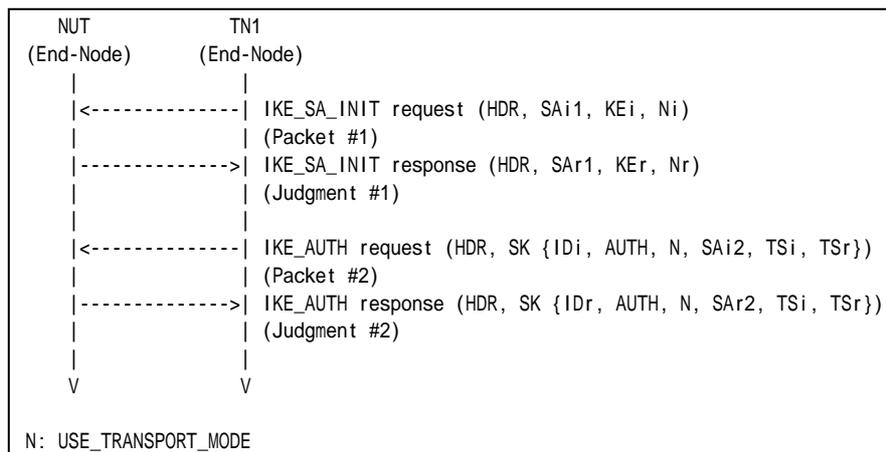 NUT TN1
(End-Node) (End-Node)
| |
|<--------------| IKE_SA_INIT request (HDR, SAi1, KEi, Ni)
| | (Packet #1)
|-------------->| IKE_SA_INIT response (HDR, SAr1, KEr, Nr)
| | (Judgment #1)
| |
|<--------------| IKE_AUTH request (HDR, SK {IDi, AUTH, N, SAi2, TSi, TSr})
| | (Packet #2)
|-------------->| IKE_AUTH response (HDR, SK {IDr, AUTH, N, SAr2, TSi, TSr})
| | (Judgment #2)
| |
V V
N: USE_TRANSPORT_MODE